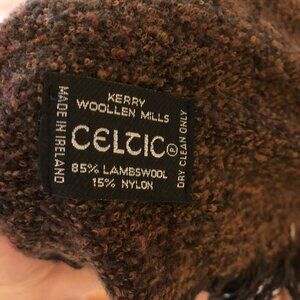 KERRY
WOOLLEN MILLS
CELTIC®
85% LAMBSWOOL
15% NYLON
MADE IN IRELAND
DRY CLEAN ONLY